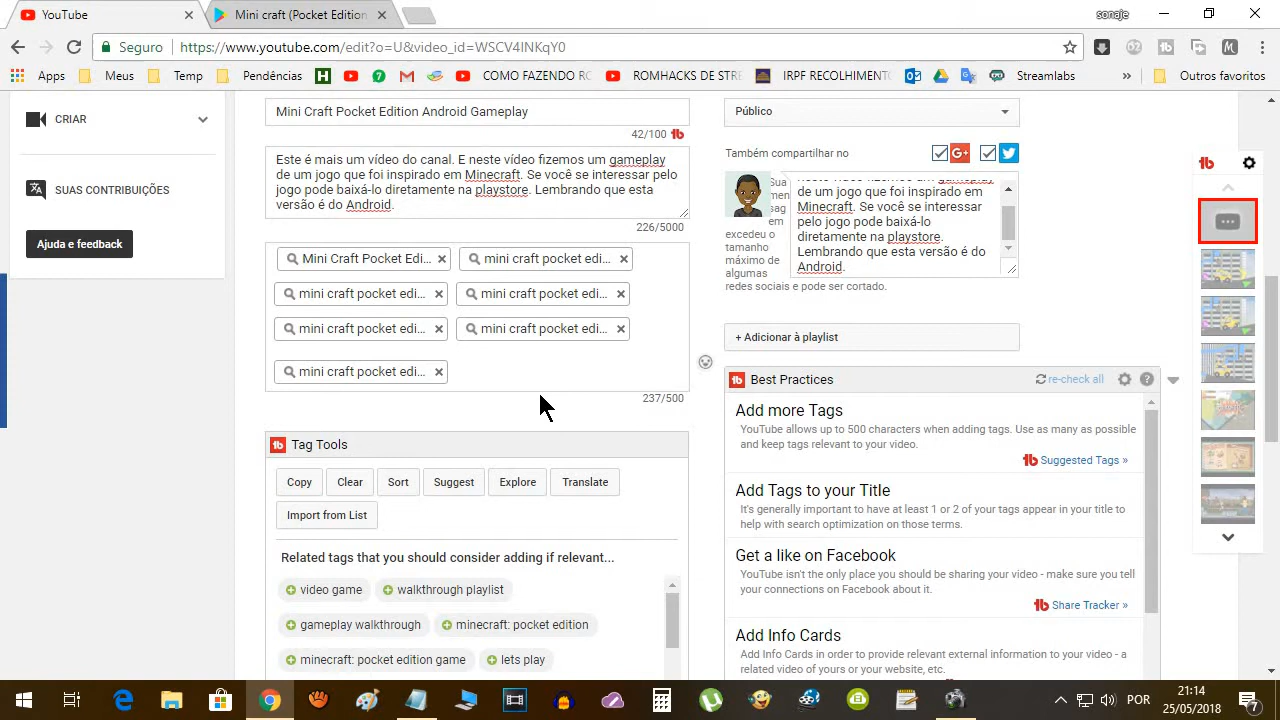 YouTube
Mini craft (Pocket Edition
sonaje
Seguro
https://www.youtube.com/edit?o=U&video_id=WSCV4INKqY0
Apps
Meus
Temp
Pendências
COMO FAZENDO RO
ROMHACKS DE STRE
IRPF RECOLHIMENTO
Streamlabs
»
Outros favoritos
CRIAR
SUAS CONTRIBUIÇÕES
Ajuda e feedback
Mini Craft Pocket Edition Android Gameplay
42/100
Este é mais um vídeo do canal. E neste vídeo fizemos um gameplay
de um jogo que foi inspirado em Minecraft. Se você se interessar pelo
jogo pode baixá-lo diretamente na playstore. Lembrando que esta
versão é do Android.
226/5000
Mini Craft Pocket Edi...
mini craft pocket edi...
mini craft pocket edi...
mini craft pocket edi...
mini craft pocket edi...
mini craft pocket edi...
mini craft pocket edi...
237/500
Tag Tools
Copy
Clear
Sort
Suggest
Explore
Translate
Import from List
Related tags that you should consider adding if relevant...
video game
walkthrough playlist
gameplay walkthrough
minecraft: pocket edition
minecraft: pocket edition game
lets play
Público
Também compartilhar no
Sua
men
sag
em
excedeu o
tamanho
máximo de
algumas
redes sociais e pode ser cortado.
neste vídeo fizemos um gameplay
de um jogo que foi inspirado em
Minecraft. Se você se interessar
pelo jogo pode baixá-lo
diretamente na playstore.
Lembrando que esta versão é do
Android.
+ Adicionar à playlist
Best Practices
re-check all
Add more Tags
YouTube allows up to 500 characters when adding tags. Use as many as possible
and keep tags relevant to your video.
Suggested Tags »
Add Tags to your Title
It's generally important to have at least 1 or 2 of your tags appear in your title to
help with search optimization on those terms.
Get a like on Facebook
YouTube isn't the only place you should be sharing your video - make sure you tell
your connections on Facebook about it.
Share Tracker »
Add Info Cards
Add Info Cards in order to provide relevant external information to your video - a
related video of yours or your website, etc.
POR
21:14
25/05/2018
7